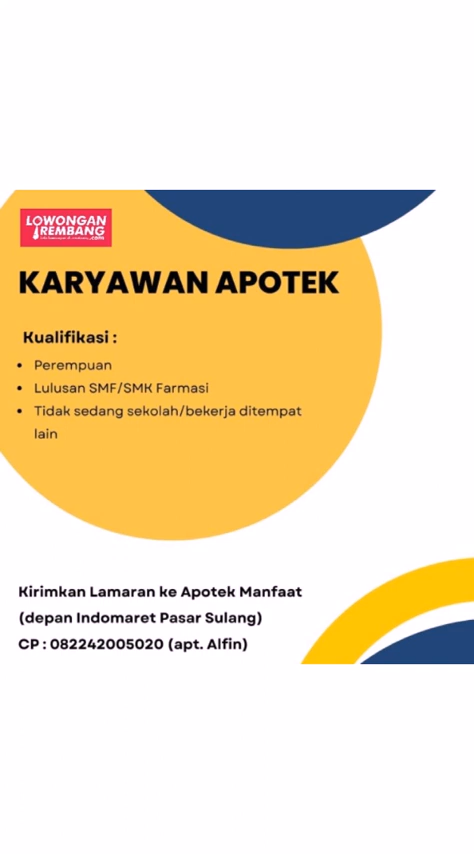 LOWONGAN
REMBANG
.com
KARYAWAN APOTEK
Kualifikasi :
• Perempuan
• Lulusan SMF/SMK Farmasi
• Tidak sedang sekolah/bekerja ditempat
lain
Kirimkan Lamaran ke Apotek Manfaat
(depan Indomaret Pasar Sulang)
CP : 082242005020 (apt. Alfin)